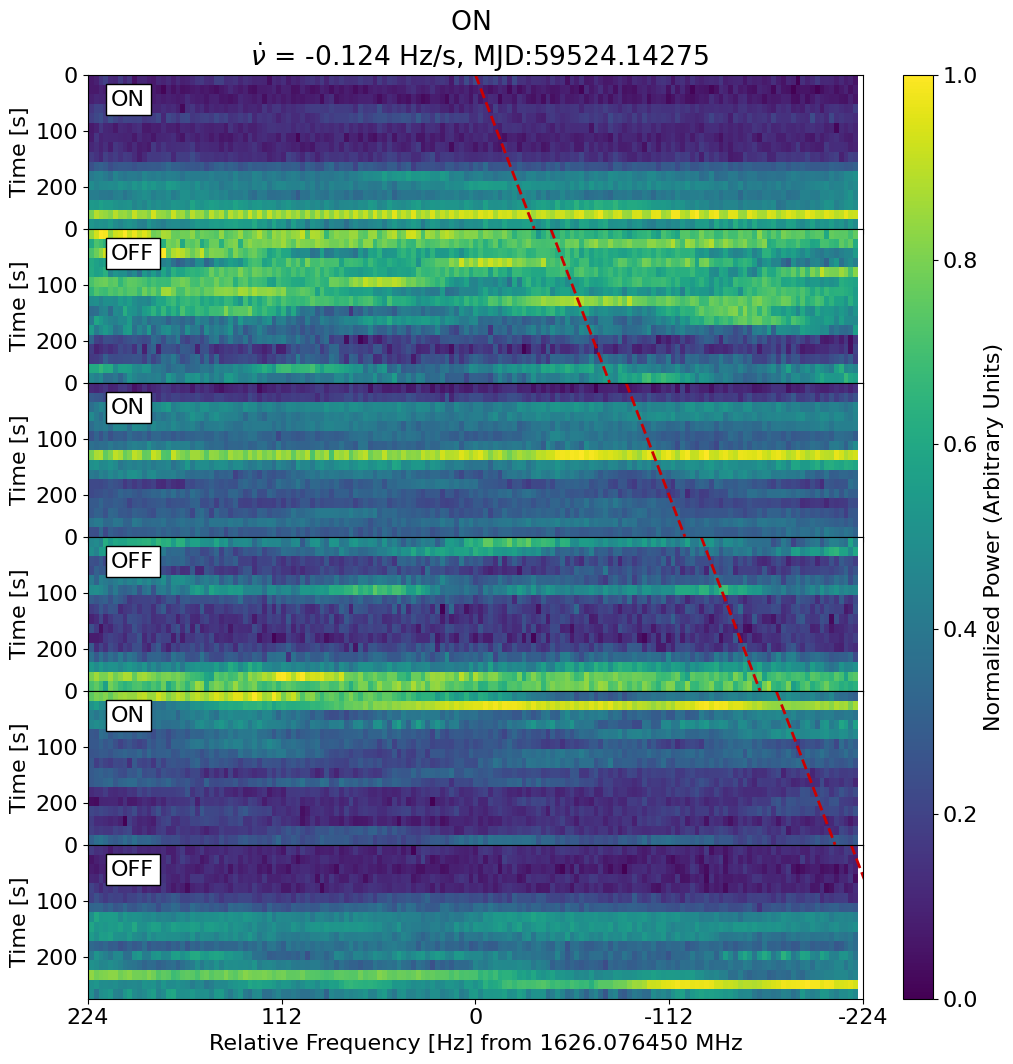 ON
ν̇ = -0.124 Hz/s, MJD:59524.14275
0
ON
100
Time [s]
200
0
OFF
100
Time [s]
200
0
ON
100
Time [s]
200
0
OFF
100
Time [s]
200
0
ON
100
Time [s]
200
0
OFF
100
Time [s]
200
224 112 0 -112 -224
Relative Frequency [Hz] from 1626.076450 MHz
1.0
0.8
0.6
0.4
0.2
0.0
Normalized Power (Arbitrary Units)